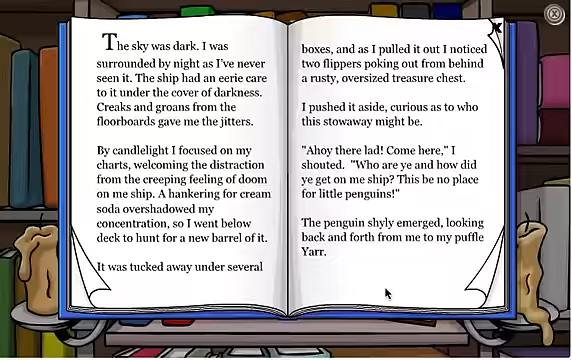 The sky was dark. I was
surrounded by night as I've never
seen it. The ship had an eerie care
to it under the cover of darkness.
Creaks and groans from the
floorboards gave me the jitters.
By candlelight I focused on my
charts, welcoming the distraction
from the creeping feeling of doom
on me ship. A hankering for cream
soda overshadowed my
concentration, so I went below
deck to hunt for a new barrel of it.
It was tucked away under several
boxes, and as I pulled it out I noticed
two flippers poking out from behind
a rusty, oversized treasure chest.
I pushed it aside, curious as to who
this stowaway might be.
"Ahoy there lad! Come here," I
shouted. "Who are ye and how did
ye get on me ship? This be no place
for little penguins!"
The penguin shyly emerged, looking
back and forth from me to my puffle
Yarr.